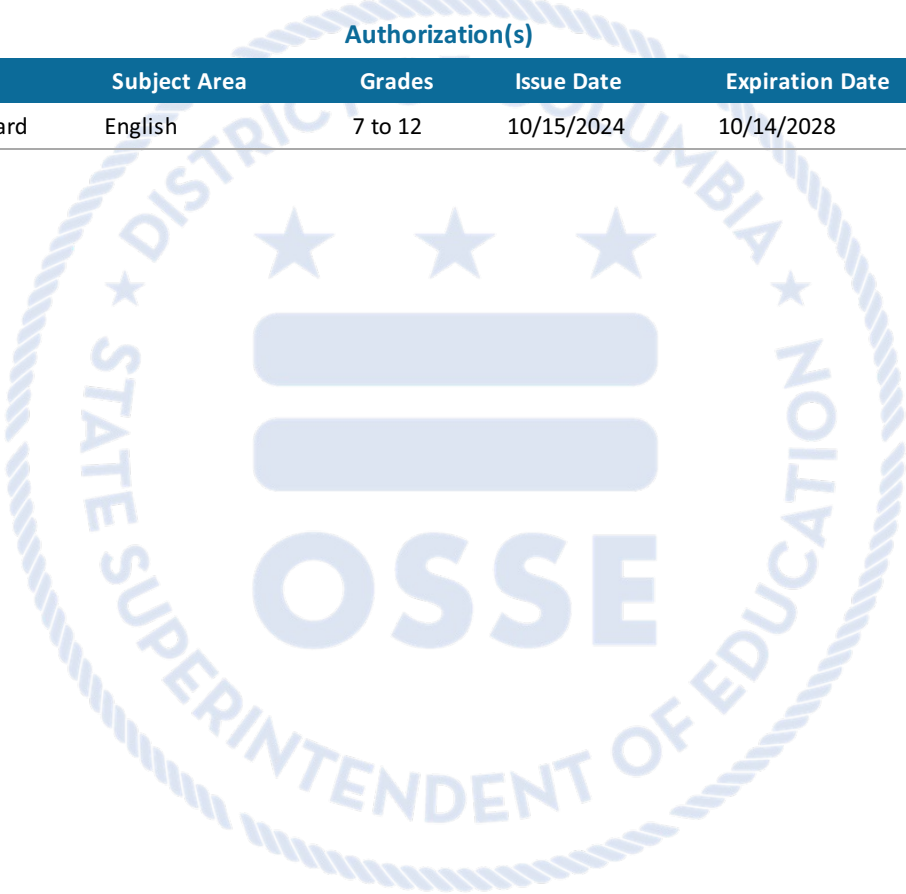 Authorization(s)
Subject Area Grades Issue Date Expiration Date
English 7 to 12 10/15/2024 10/14/2028
DISTRICT OF COLUMBIA
OSSE
STATE SUPERINTENDENT OF EDUCATION